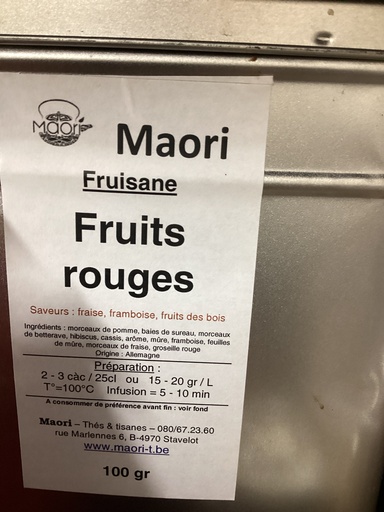 Maori
Maori
Fruisane
Fruits
rouges
Saveurs : fraise, framboise, fruits des bois
Ingrédients : morceaux de pomme, baies de sureau, morceaux
de betterave, hibiscus, cassis, arôme, mûre, framboise, feuilles
de mûre, morceaux de fraise, groseille rouge
Origine : Allemagne
Préparation :
2 - 3 càc / 25cl ou 15 - 20 gr / L
T°=100°C Infusion = 5 - 10 min
A consommer de préférence avant fin : voir fond
Maori – Thés & tisanes – 080/67.23.60
rue Marlennes 6, B-4970 Stavelot
www.maori-t.be
100 gr